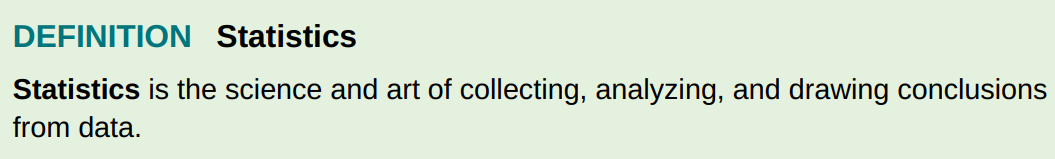 DEFINITION Statistics
Statistics is the science and art of collecting, analyzing, and drawing conclusions
from data.